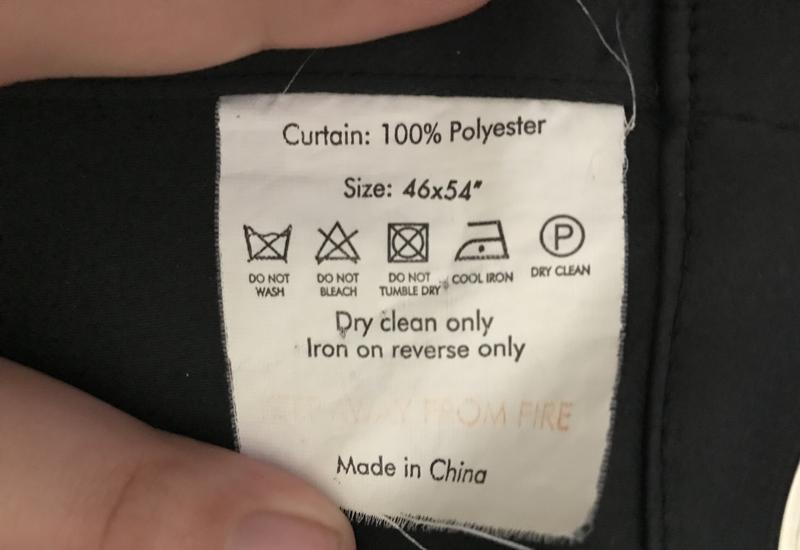 Curtain: 100% Polyester
Size: 46x54"
P
DO NOT WASH
DO NOT BLEACH
DO NOT TUMBLE DRY
COOL IRON
DRY CLEAN
Dry clean only
Iron on reverse only
KEEP AWAY FROM FIRE
Made in China